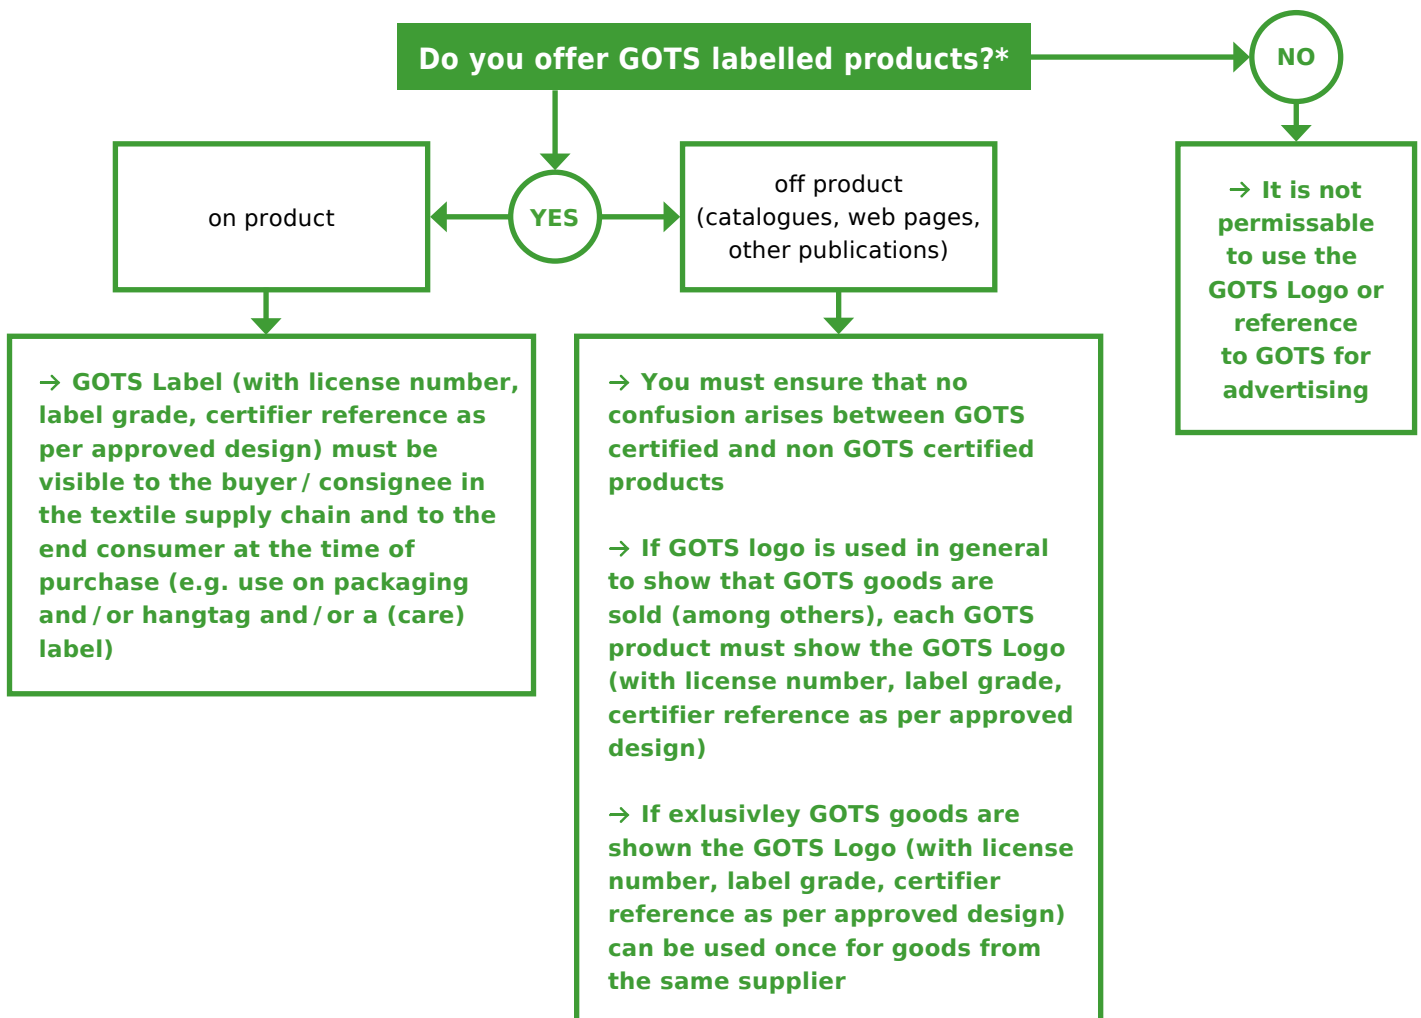 Do you offer GOTS labelled products?*
NO
YES
on product
off product
(catalogues, web pages,
other publications)
→ It is not
permissable
to use the
GOTS Logo or
reference
to GOTS for
advertising
→ GOTS Label (with license number,
label grade, certifier reference as
per approved design) must be
visible to the buyer / consignee in
the textile supply chain and to the
end consumer at the time of
purchase (e.g. use on packaging
and / or hangtag and / or a (care)
label)
→ You must ensure that no
confusion arises between GOTS
certified and non GOTS certified
products
→ If GOTS logo is used in general
to show that GOTS goods are
sold (among others), each GOTS
product must show the GOTS Logo
(with license number, label grade,
certifier reference as per approved
design)
→ If exlusivley GOTS goods are
shown the GOTS Logo (with license
number, label grade, certifier
reference as per approved design)
can be used once for goods from
the same supplier